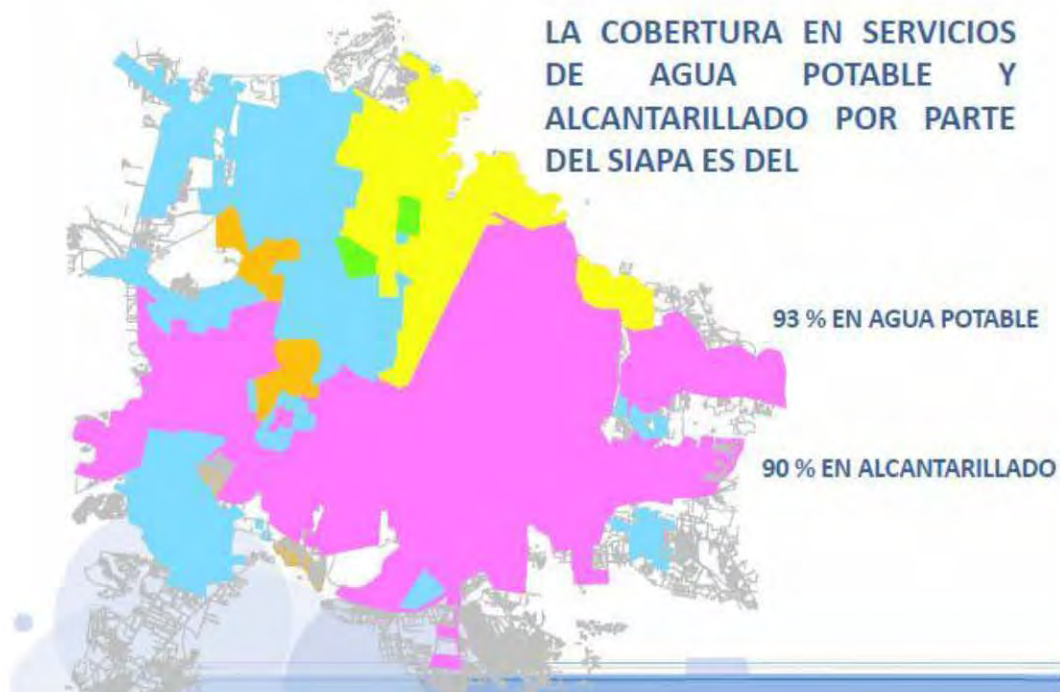 LA COBERTURA EN SERVICIOS
DE AGUA POTABLE Y
ALCANTARILLADO POR PARTE
DEL SIAPA ES DEL
93 % EN AGUA POTABLE
90 % EN ALCANTARILLADO